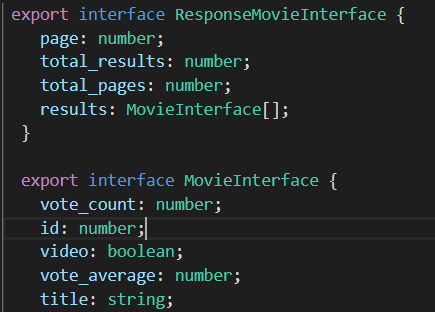 export interface ResponseMovieInterface {
page: number;
total_results: number;
total_pages: number;
results: MovieInterface[];
}
export interface MovieInterface {
vote_count: number;
id: number;
video: boolean;
vote_average: number;
title: string;